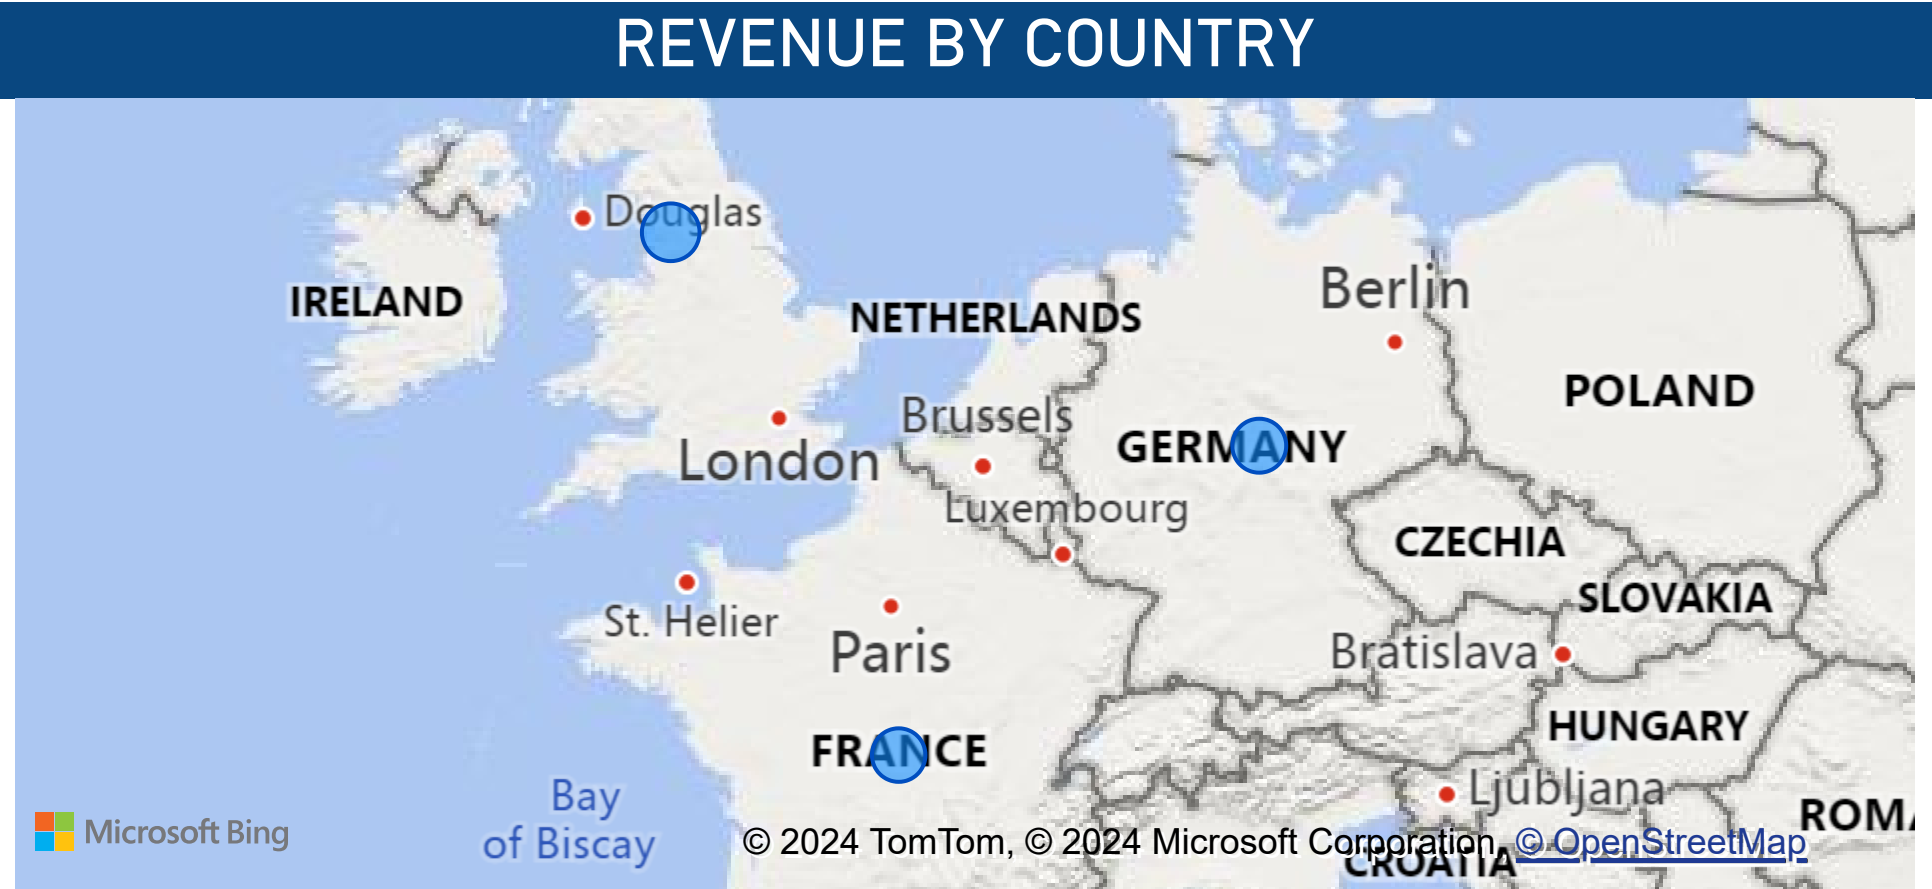 REVENUE BY COUNTRY
Douglas
IRELAND
NETHERLANDS
Berlin
POLAND
Brussels
GERMANY
London
Luxembourg
CZECHIA
SLOVAKIA
St. Helier
Paris
Bratislava
HUNGARY
FRANCE
Ljubljana
Bay
of Biscay
ROMA
Microsoft Bing
© 2024 TomTom, © 2024 Microsoft Corporation, © OpenStreetMap
CROATIA